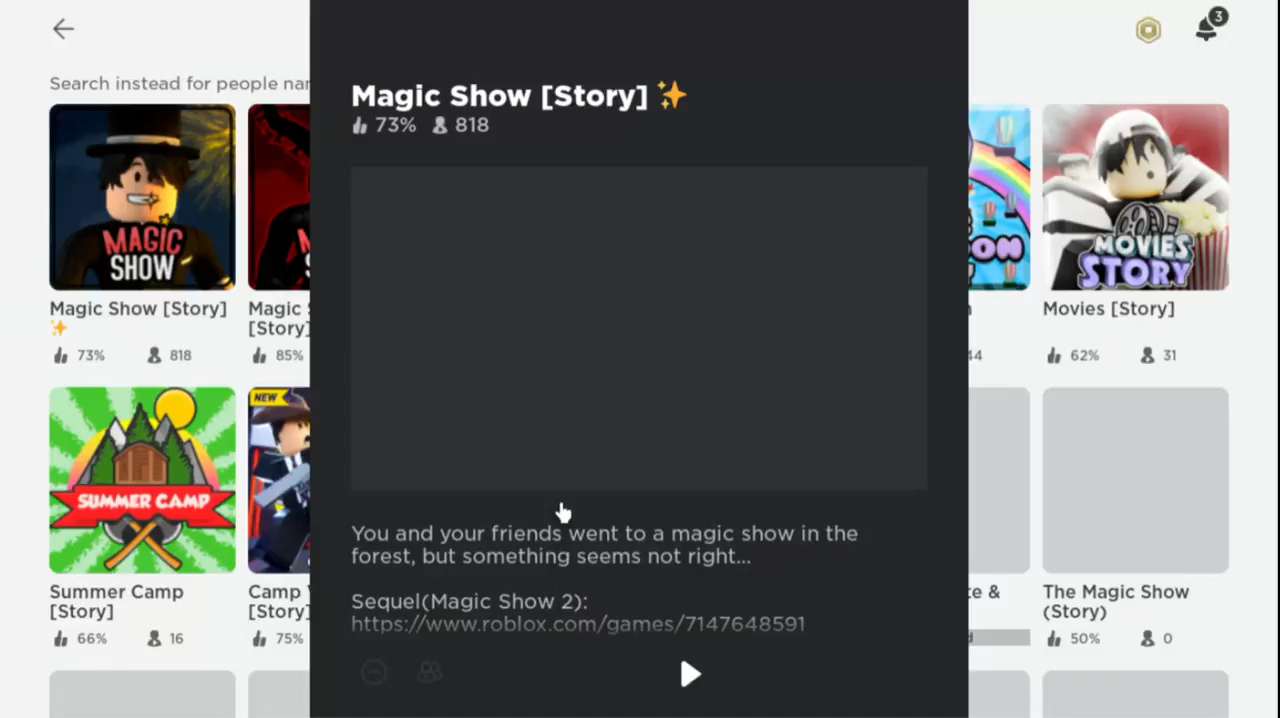 3
Search instead for people nar
Magic Show [Story] ✨
73% 818
MAGIC
SHOW
MOVIES
STORY
Magic Show [Story]
✨
Magic
[Story]
Movies [Story]
73% 818
85%
44
62% 31
SUMMER CAMP
NEW
You and your friends went to a magic show in the
forest, but something seems not right...
Sequel(Magic Show 2):
https://www.roblox.com/games/7147648591
Summer Camp
[Story]
Camp
[Story]
te &
The Magic Show
(Story)
66% 16
75%
50% 0